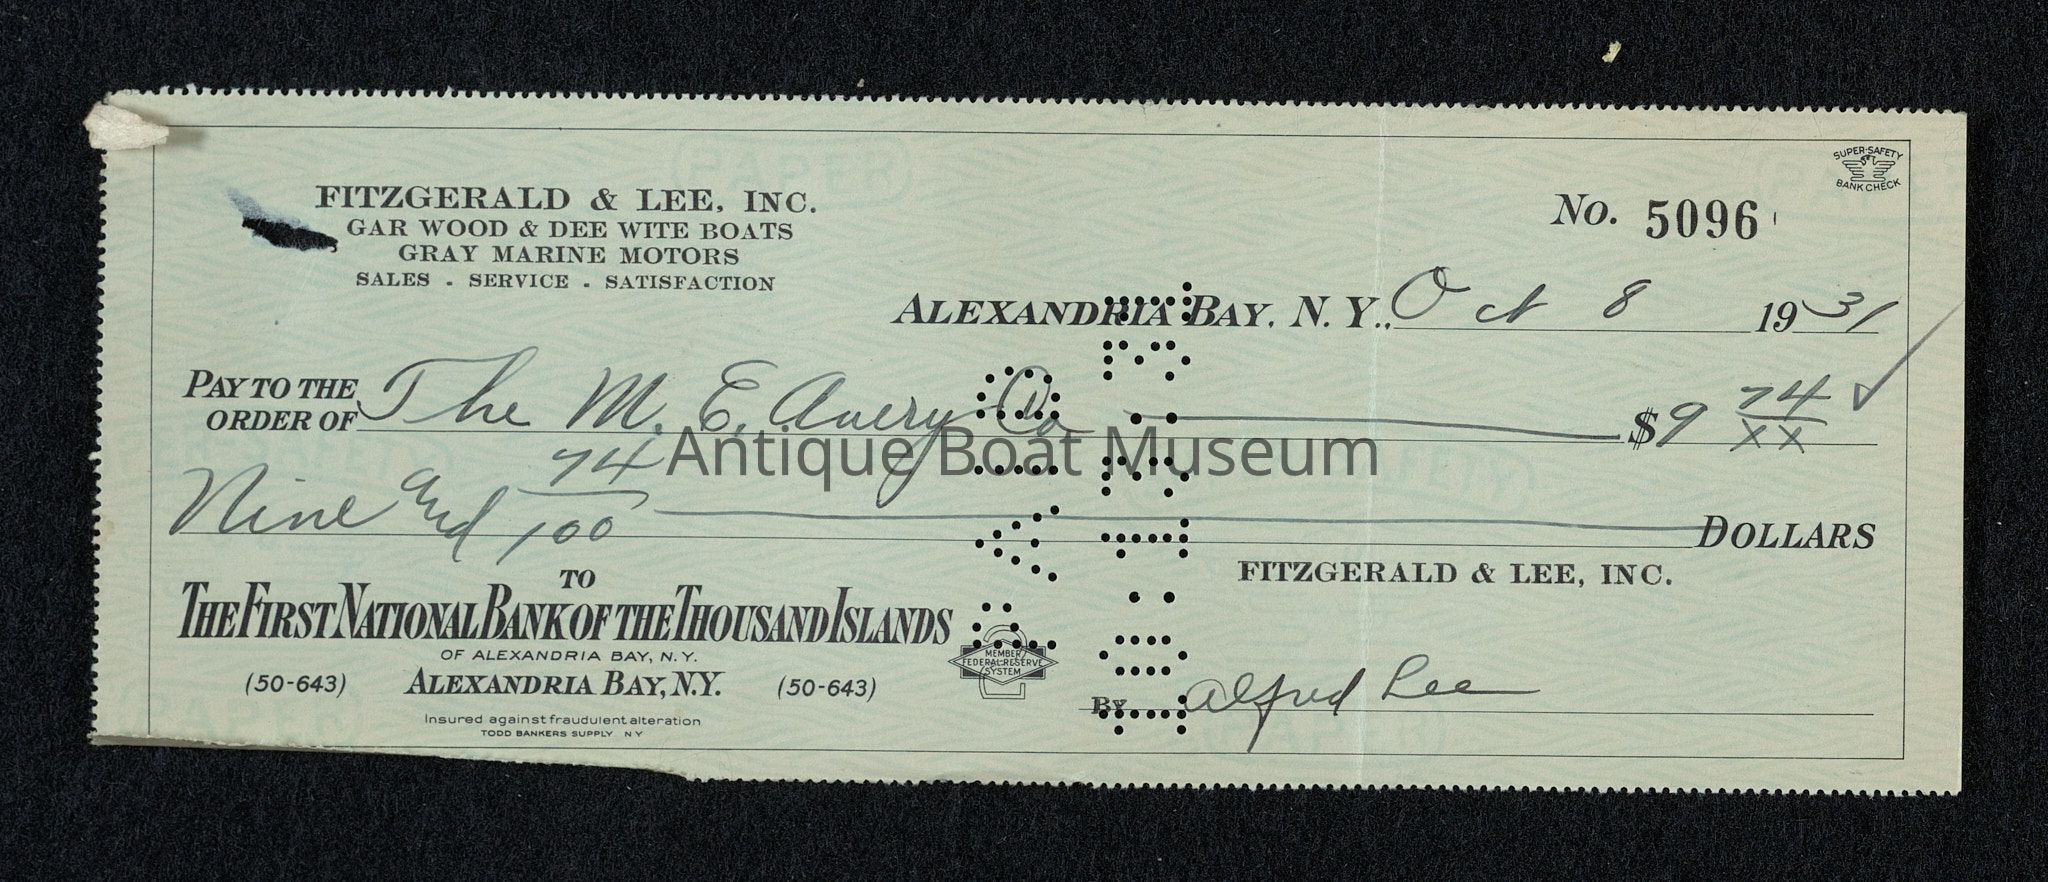 SUPER-SAFETY
BANK CHECK
FITZGERALD & LEE, INC.
GAR WOOD & DEE WITE BOATS
GRAY MARINE MOTORS
SALES . SERVICE . SATISFACTION
No. 5096
ALEXANDRIA BAY, N. Y., Oct 8 1931
PAY TO THE ORDER OF The M. E. Avery Co $9 74/xx
Antique Boat Museum
Nine and 74/100 DOLLARS
FITZGERALD & LEE, INC.
TO
THE FIRST NATIONAL BANK OF THE THOUSAND ISLANDS
OF ALEXANDRIA BAY, N.Y.
(50-643) ALEXANDRIA BAY, N.Y. (50-643)
MEMBER
FEDERAL RESERVE
SYSTEM
2
By Alfred Lee
Insured against fraudulent alteration
TODD BANKERS SUPPLY NY